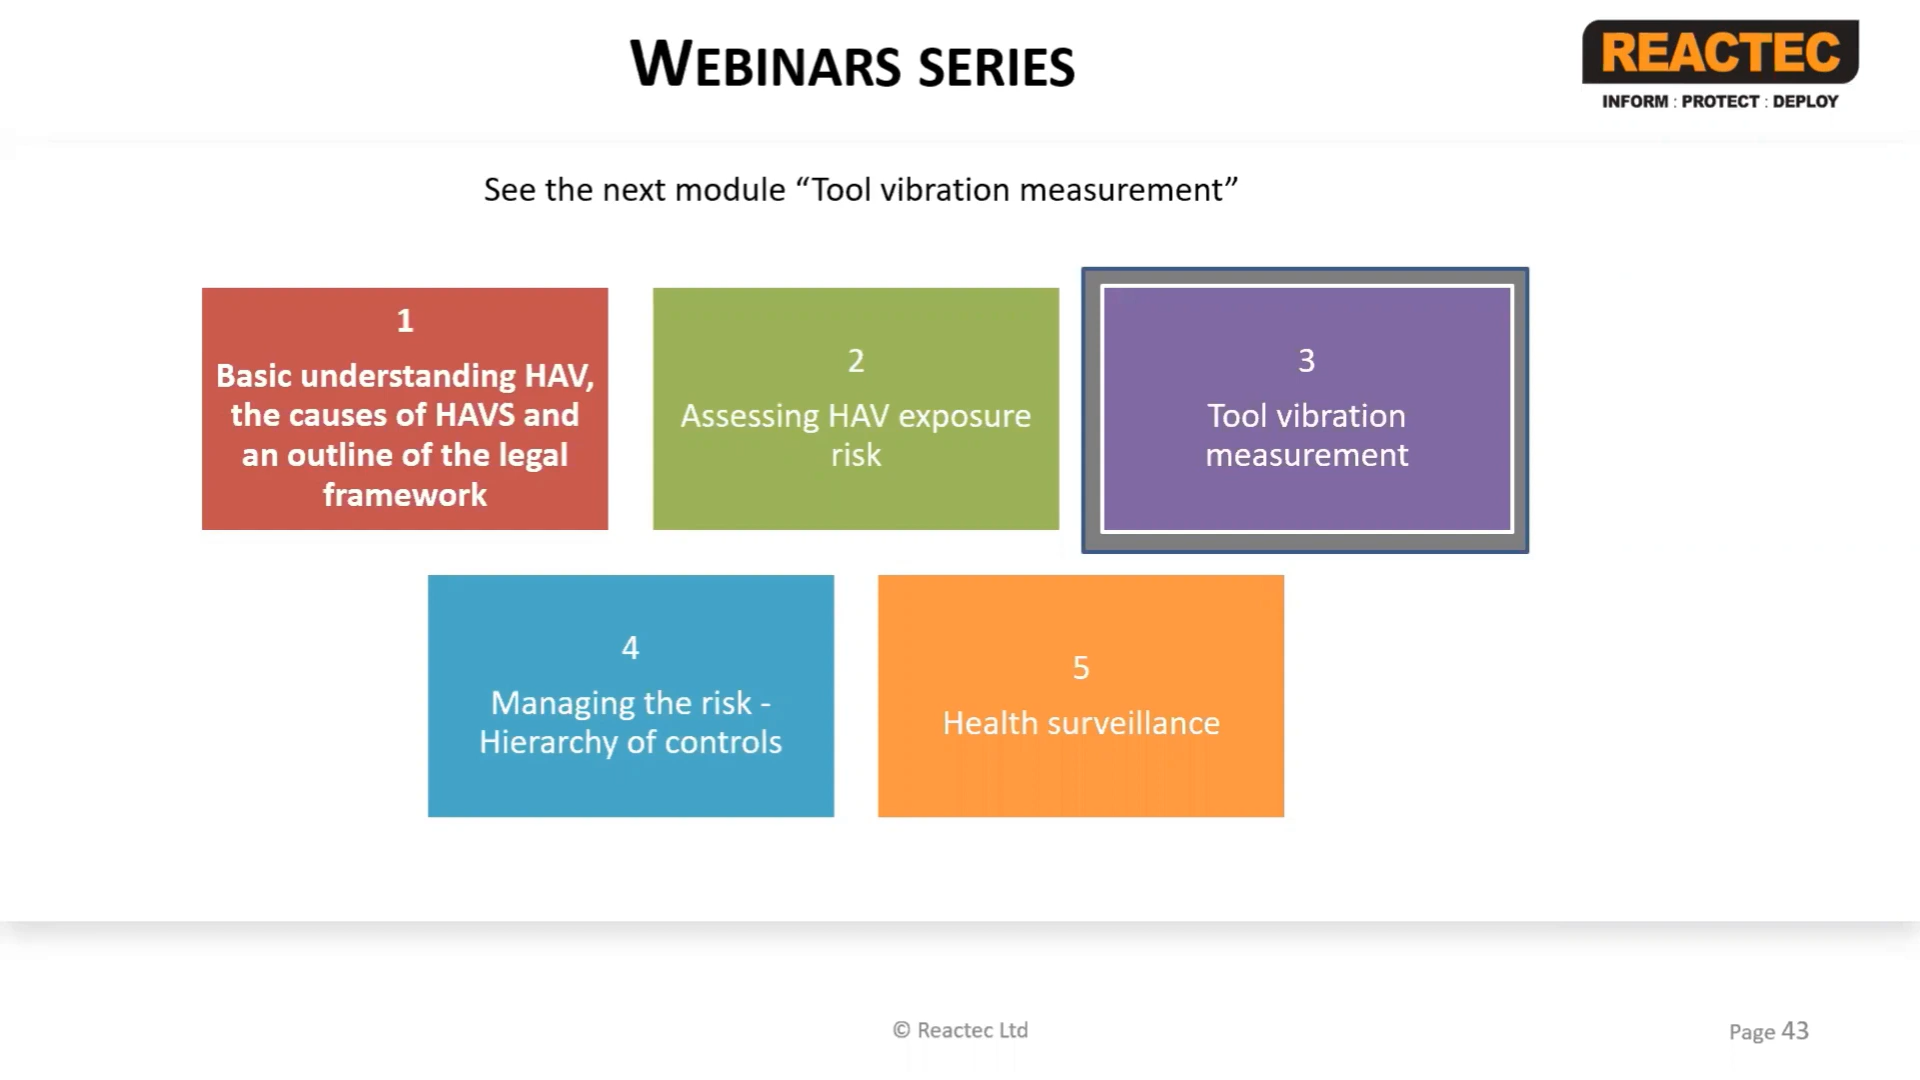 WEBINARS SERIES
REACTEC
INFORM : PROTECT : DEPLOY
See the next module “Tool vibration measurement”
1
Basic understanding HAV,
the causes of HAVS and
an outline of the legal
framework
2
Assessing HAV exposure
risk
3
Tool vibration
measurement
4
Managing the risk -
Hierarchy of controls
5
Health surveillance
© Reactec Ltd
Page 43